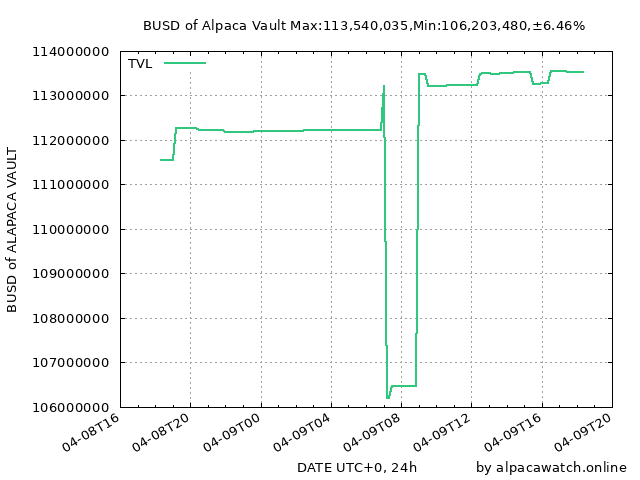 BUSD of Alpaca Vault Max:113,540,035,Min:106,203,480,±6.46%
TVL
114000000
113000000
112000000
111000000
110000000
109000000
108000000
107000000
106000000
BUSD of ALAPACA VAULT
04-08T16
04-08T20
04-09T00
04-09T04
04-09T08
04-09T12
04-09T16
04-09T20
DATE UTC+0, 24h
by alpacawatch.online